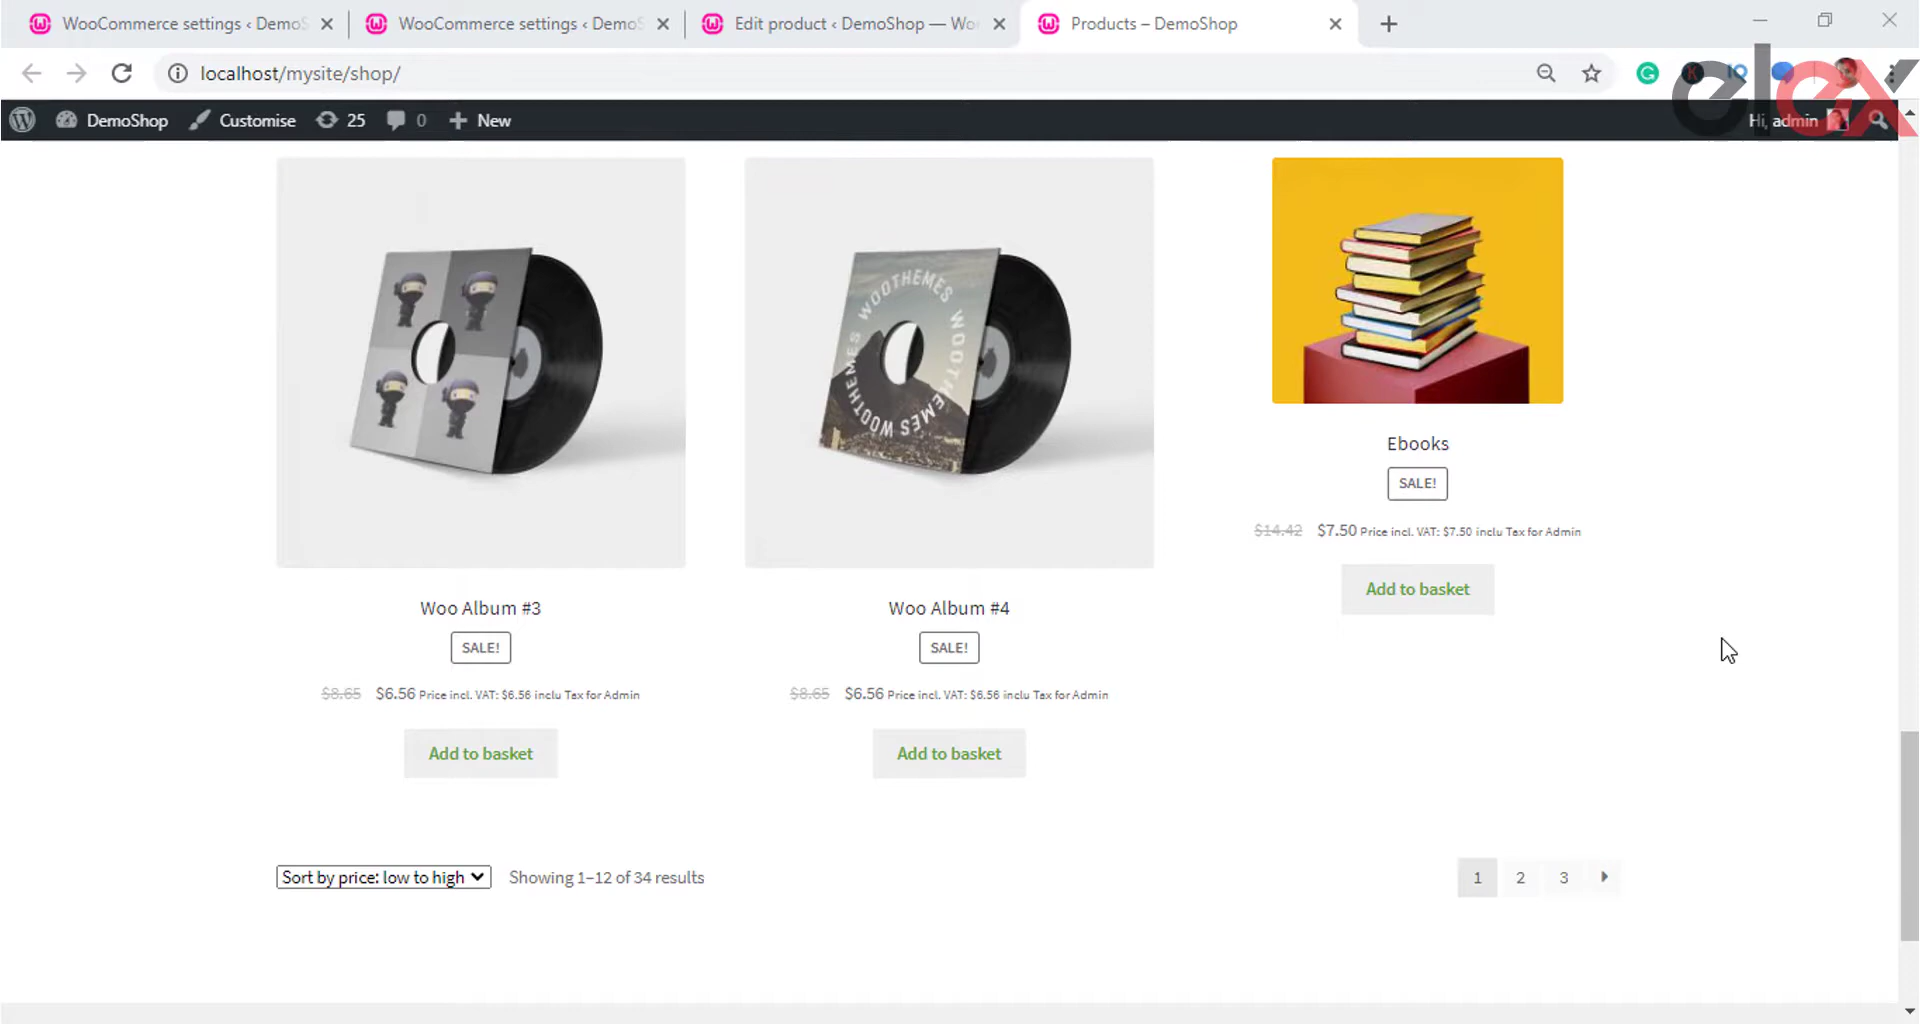 WooCommerce settings ‹ DemoS
WooCommerce settings ‹ DemoS
Edit product ‹ DemoShop — Wo
Products – DemoShop
localhost/mysite/shop/
elex
DemoShop
Customise
25
0
New
Hi, admin
WOOTHEMES WOOTHEMES WOOTHEMES
Ebooks
SALE!
$14.42 $7.50 Price incl. VAT: $7.50 inclu Tax for Admin
Add to basket
Woo Album #3
Woo Album #4
SALE!
SALE!
$8.65 $6.56 Price incl. VAT: $6.56 inclu Tax for Admin
$8.65 $6.56 Price incl. VAT: $6.56 inclu Tax for Admin
Add to basket
Add to basket
Sort by price: low to high
Showing 1–12 of 34 results
1 2 3